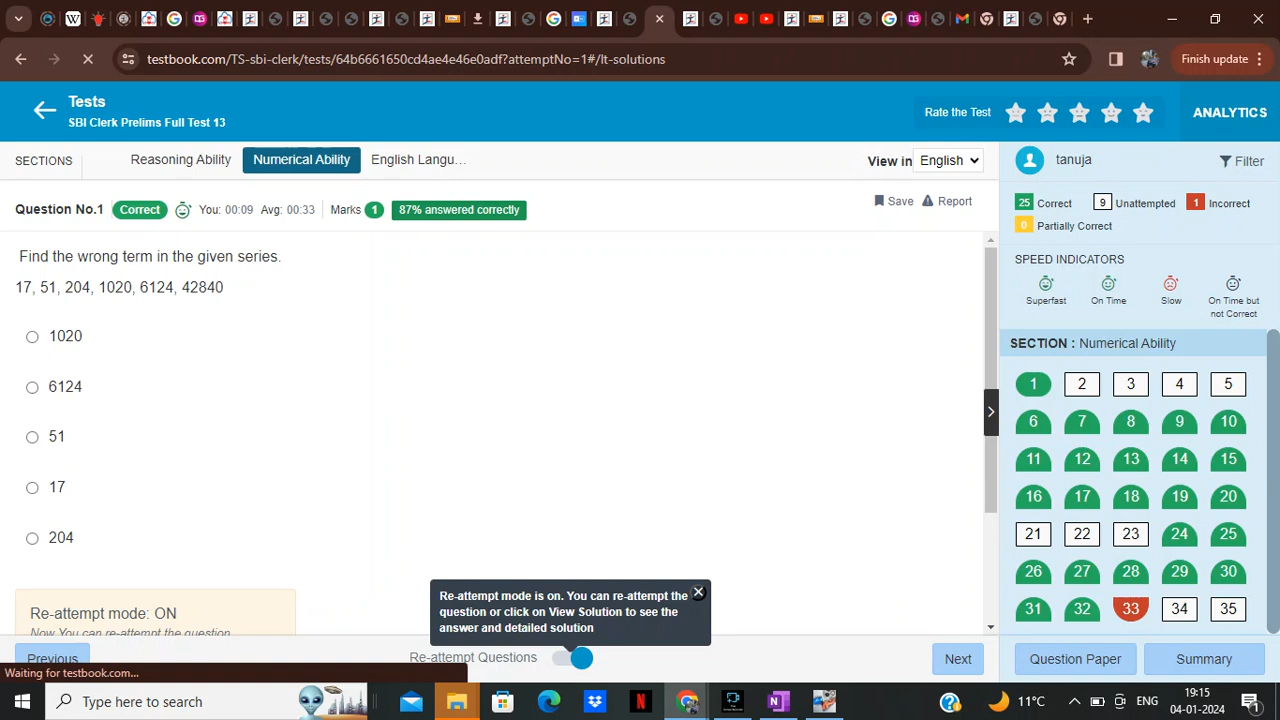 testbook.com/TS-sbi-clerk/tests/64b6661650cd4ae4e46e0adf?attemptNo=1#/lt-solutions
Finish update
Tests
SBI Clerk Prelims Full Test 13
Rate the Test
ANALYTICS
SECTIONS
Reasoning Ability
Numerical Ability
English Langu...
View in
English
tanuja
Filter
Question No.1
Correct
You: 00:09
Avg: 00:33
Marks
1
87% answered correctly
Save
Report
25
Correct
9
Unattempted
1
Incorrect
0
Partially Correct
Find the wrong term in the given series.
17, 51, 204, 1020, 6124, 42840
1020
6124
51
17
204
SPEED INDICATORS
Superfast
On Time
Slow
On Time but
not Correct
SECTION : Numerical Ability
1 2 3 4 5
6 7 8 9 10
11 12 13 14 15
16 17 18 19 20
21 22 23 24 25
26 27 28 29 30
31 32 33 34 35
Re-attempt mode: ON
Now You can re-attempt the question
Re-attempt mode is on. You can re-attempt the
question or click on View Solution to see the
answer and detailed solution
Previous
Re-attempt Questions
Next
Question Paper
Summary
Waiting for testbook.com...
Type here to search
11°C
ENG
19:15
04-01-2024
1